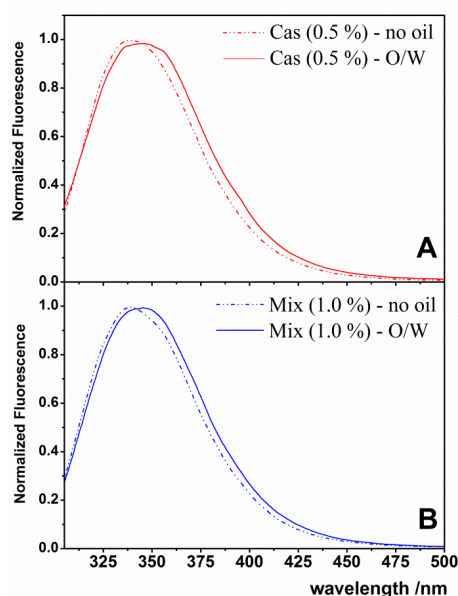 Cas (0.5 %) - no oil
Cas (0.5 %) - O/W
Normalized Fluorescence
1.0
0.8
0.6
0.4
0.2
0.0
A
Mix (1.0 %) - no oil
Mix (1.0 %) - O/W
Normalized Fluorescence
1.0
0.8
0.6
0.4
0.2
0.0
B
325 350 375 400 425 450 475 500
wavelength /nm